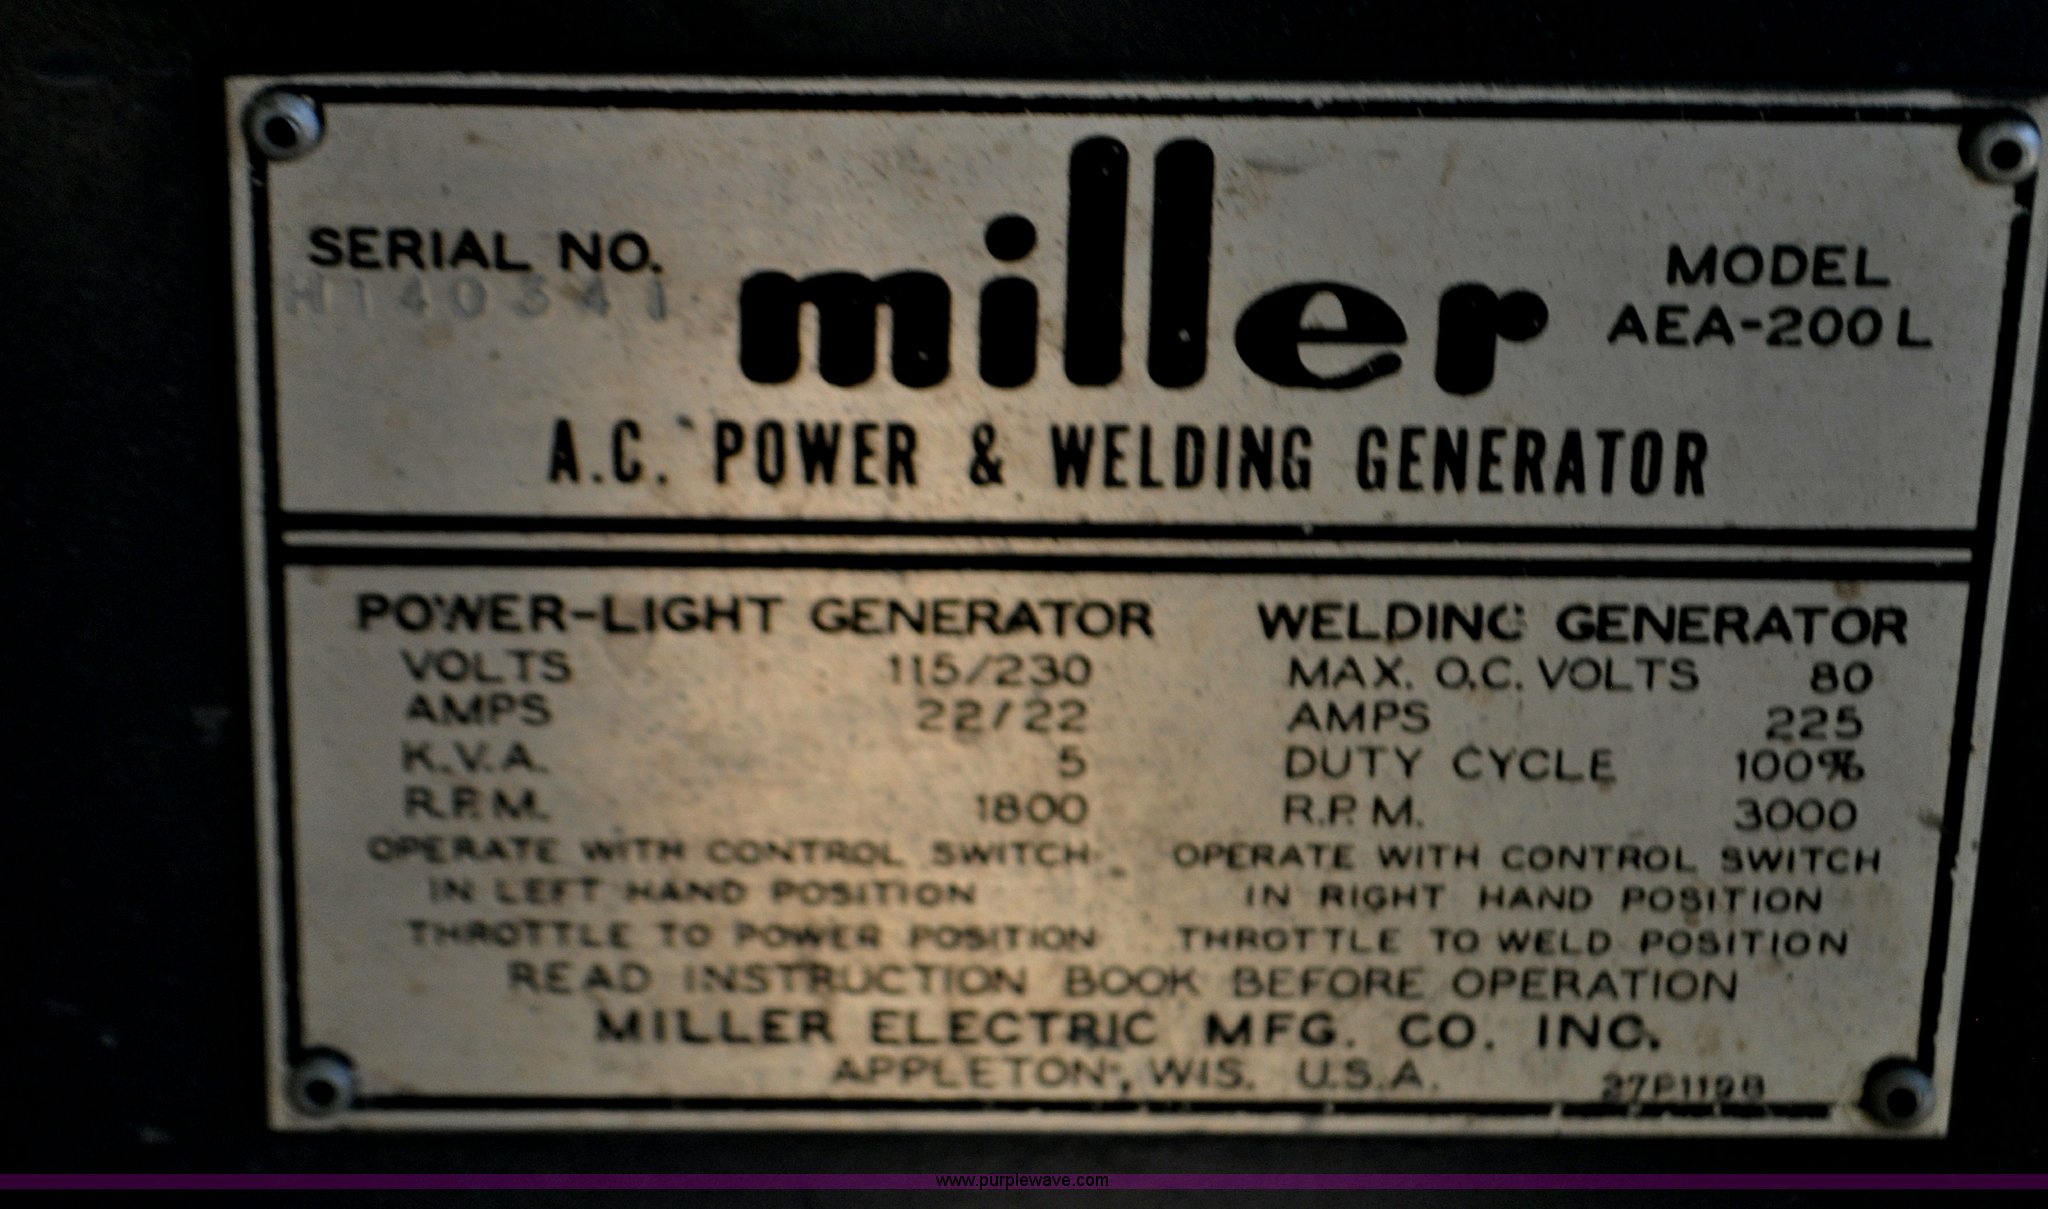 SERIAL NO.
H140341
miller
MODEL
AEA-200L
A.C. POWER & WELDING GENERATOR
POWER-LIGHT GENERATOR
VOLTS 115/230
AMPS 22/22
K.V.A. 5
R.P.M. 1800
OPERATE WITH CONTROL SWITCH
IN LEFT HAND POSITION
THROTTLE TO POWER POSITION
WELDING GENERATOR
MAX. O.C. VOLTS 80
AMPS 225
DUTY CYCLE 100%
R.P.M. 3000
OPERATE WITH CONTROL SWITCH
IN RIGHT HAND POSITION
THROTTLE TO WELD POSITION
READ INSTRUCTION BOOK BEFORE OPERATION
MILLER ELECTRIC MFG. CO. INC.
APPLETON, WIS. U.S.A.
www.purplewave.com